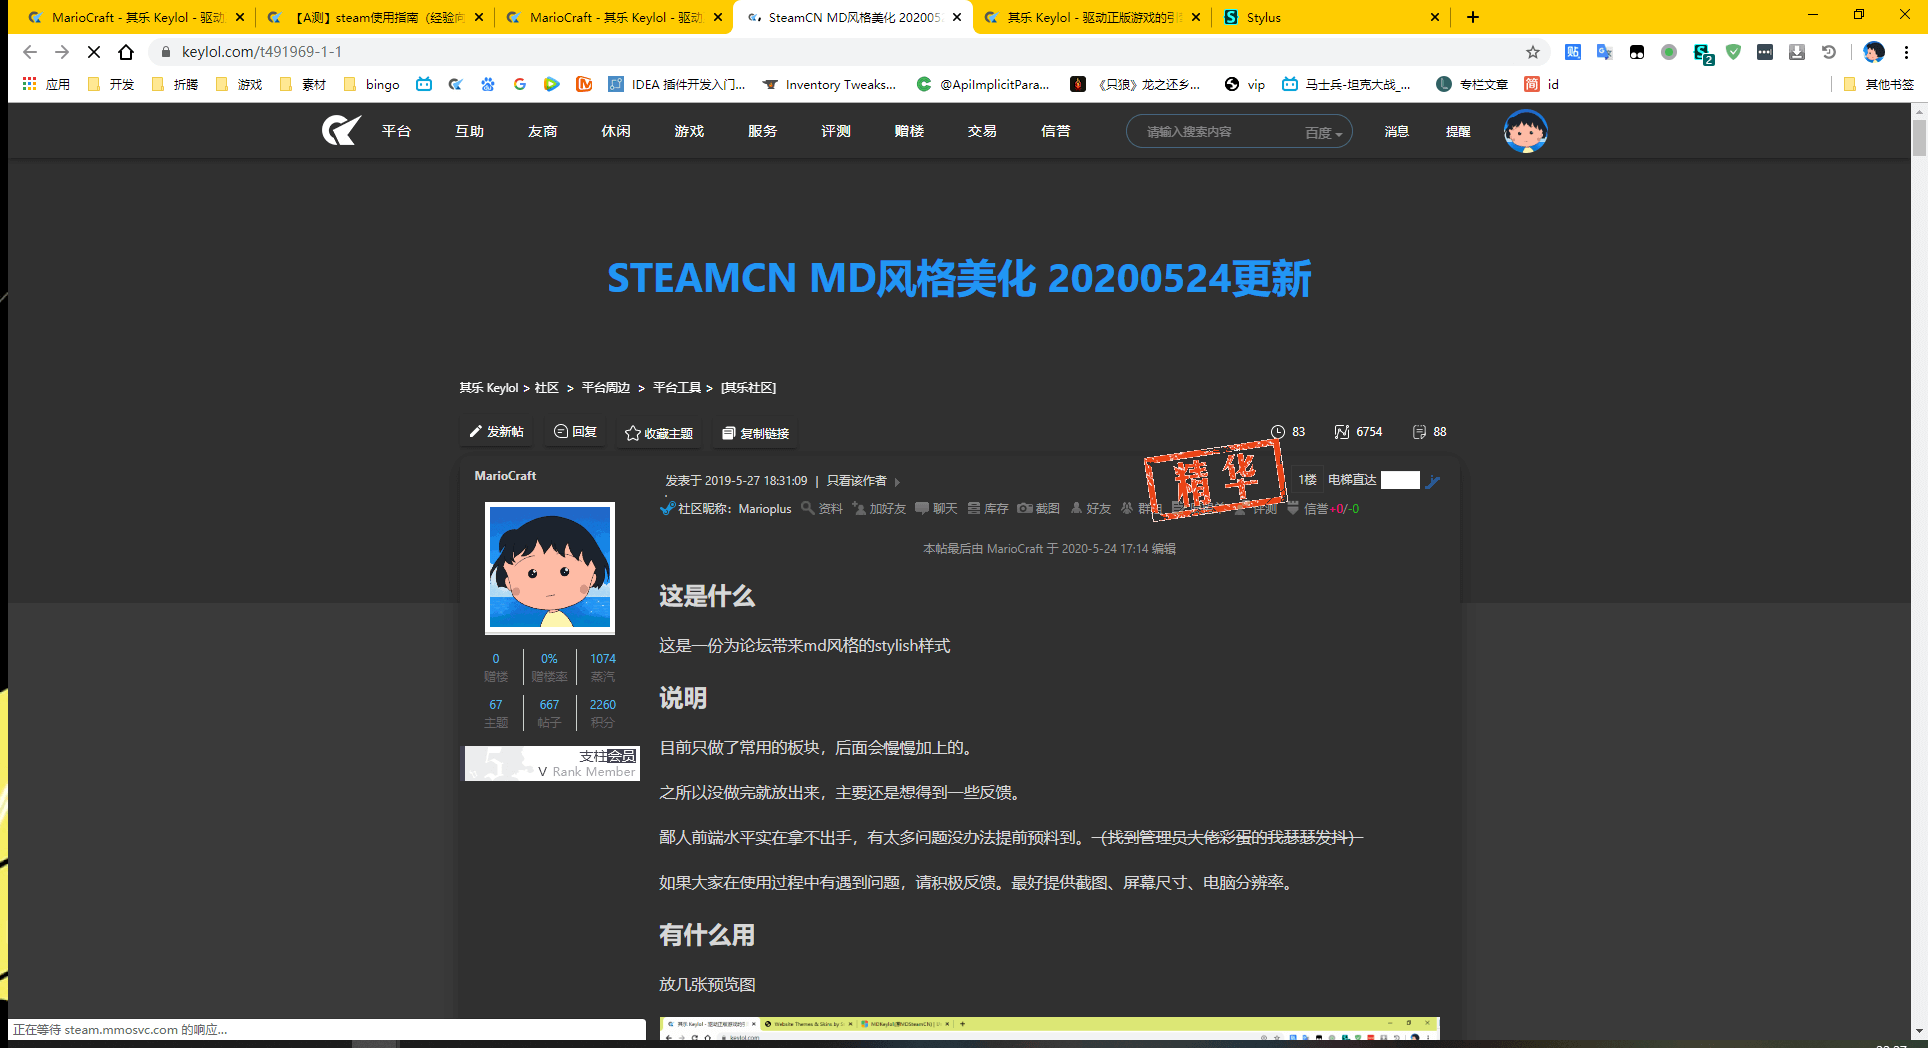 MarioCraft - 其乐 Keylol - 驱动
【A测】steam使用指南（经验向
MarioCraft - 其乐 Keylol - 驱动
SteamCN MD风格美化 202005
其乐 Keylol - 驱动正版游戏的引
Stylus
keylol.com/t491969-1-1
应用 开发 折腾 游戏 素材 bingo IDEA 插件开发入门... Inventory Tweaks... @ApiImplicitPara... 《只狼》龙之还乡... vip 马士兵-坦克大战_... 专栏文章 简 id 其他书签
平台 互助 友商 休闲 游戏 服务 评测 赠楼 交易 信誉 请输入搜索内容 百度 消息 提醒
STEAMCN MD风格美化 20200524更新
其乐 Keylol > 社区 > 平台周边 > 平台工具 > [其乐社区]
发新帖 回复 收藏主题 复制链接 83 6754 88
MarioCraft
发表于 2019-5-27 18:31:09 | 只看该作者
精华
1楼 电梯直达
社区昵称：Marioplus 资料 加好友 聊天 库存 截图 好友 群组 评测 信誉+0/-0
本帖最后由 MarioCraft 于 2020-5-24 17:14 编辑
0 0% 1074
赠楼 赠楼率 蒸汽
67 667 2260
主题 帖子 积分
5 支柱会员
V Rank Member
这是什么
这是一份为论坛带来md风格的stylish样式
说明
目前只做了常用的板块，后面会慢慢加上的。
之所以没做完就放出来，主要还是想得到一些反馈。
鄙人前端水平实在拿不出手，有太多问题没办法提前预料到。（找到管理员大佬彩蛋的我瑟瑟发抖）
如果大家在使用过程中有遇到问题，请积极反馈。最好提供截图、屏幕尺寸、电脑分辨率。
有什么用
放几张预览图
正在等待 steam.mmosvc.com 的响应...